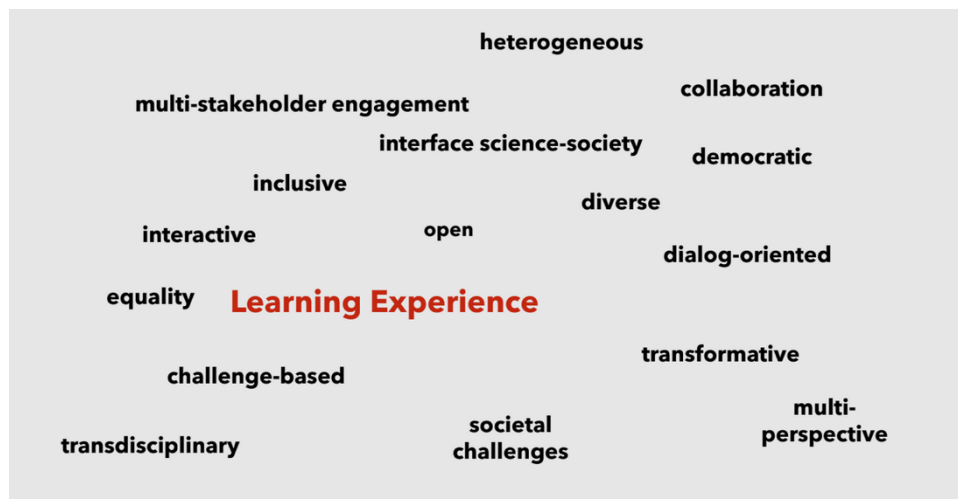 heterogeneous
collaboration
multi-stakeholder engagement
interface science-society
democratic
inclusive
diverse
interactive
open
dialog-oriented
equality
Learning Experience
transformative
challenge-based
multi-
perspective
societal
challenges
transdisciplinary